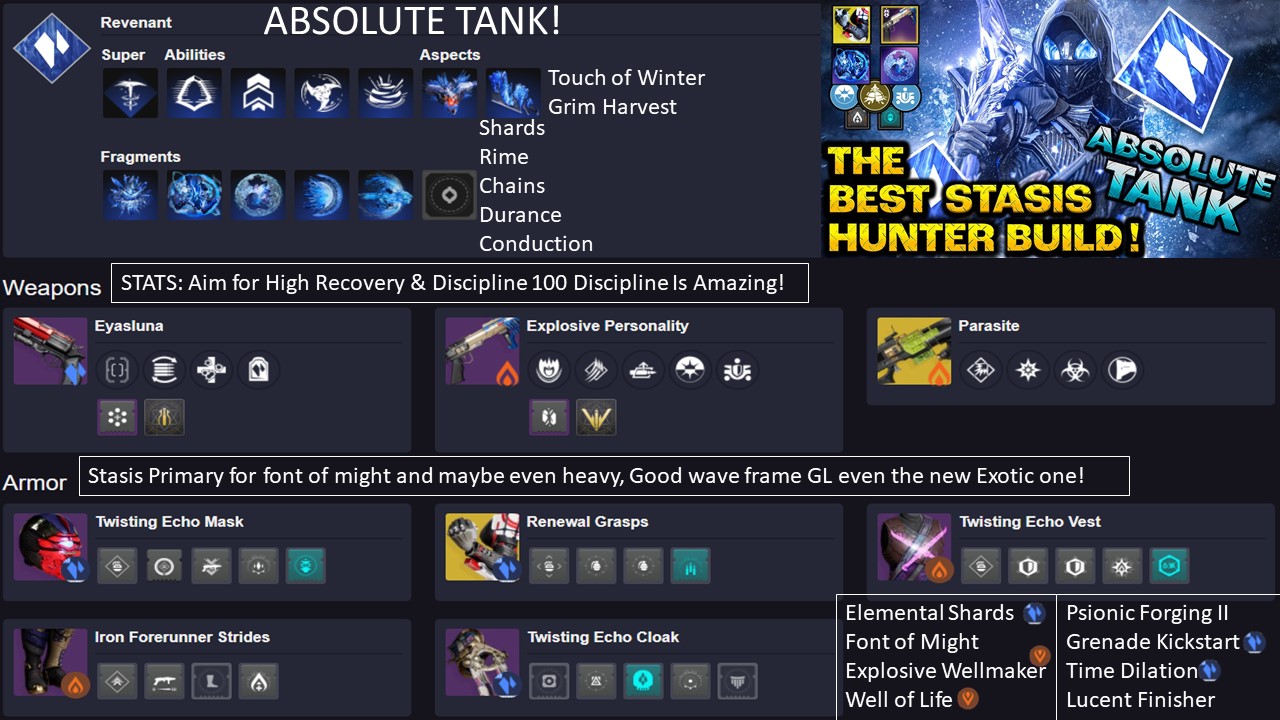 Revenant
ABSOLUTE TANK!
Super Abilities Aspects
Touch of Winter
Grim Harvest
Fragments
Shards
Rime
Chains
Durance
Conduction
THE
BEST STASIS
HUNTER BUILD!
ABSOLUTE
TANK
Weapons
STATS: Aim for High Recovery & Discipline 100 Discipline Is Amazing!
Eyasluna
Explosive Personality
Parasite
Armor
Stasis Primary for font of might and maybe even heavy, Good wave frame GL even the new Exotic one!
Twisting Echo Mask
Renewal Grasps
Twisting Echo Vest
Iron Forerunner Strides
Twisting Echo Cloak
Elemental Shards
Font of Might
Explosive Wellmaker
Well of Life
Psionic Forging II
Grenade Kickstart
Time Dilation
Lucent Finisher